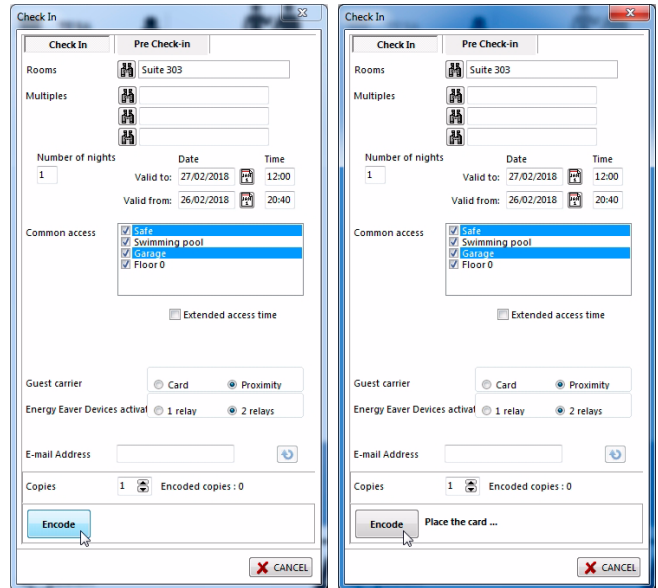 Check In
Check In Pre Check-in
Rooms Suite 303
Multiples
Number of nights Date Time
1 Valid to: 27/02/2018 12:00
Valid from: 26/02/2018 20:40
Common access Safe
Swimming pool
Garage
Floor 0
Extended access time
Guest carrier Card Proximity
Energy Eaver Devices activat 1 relay 2 relays
E-mail Address
Copies 1 Encoded copies : 0
Encode
CANCEL
Check In
Check In Pre Check-in
Rooms Suite 303
Multiples
Number of nights Date Time
1 Valid to: 27/02/2018 12:00
Valid from: 26/02/2018 20:40
Common access Safe
Swimming pool
Garage
Floor 0
Extended access time
Guest carrier Card Proximity
Energy Eaver Devices activat 1 relay 2 relays
E-mail Address
Copies 1 Encoded copies : 0
Encode Place the card ...
CANCEL